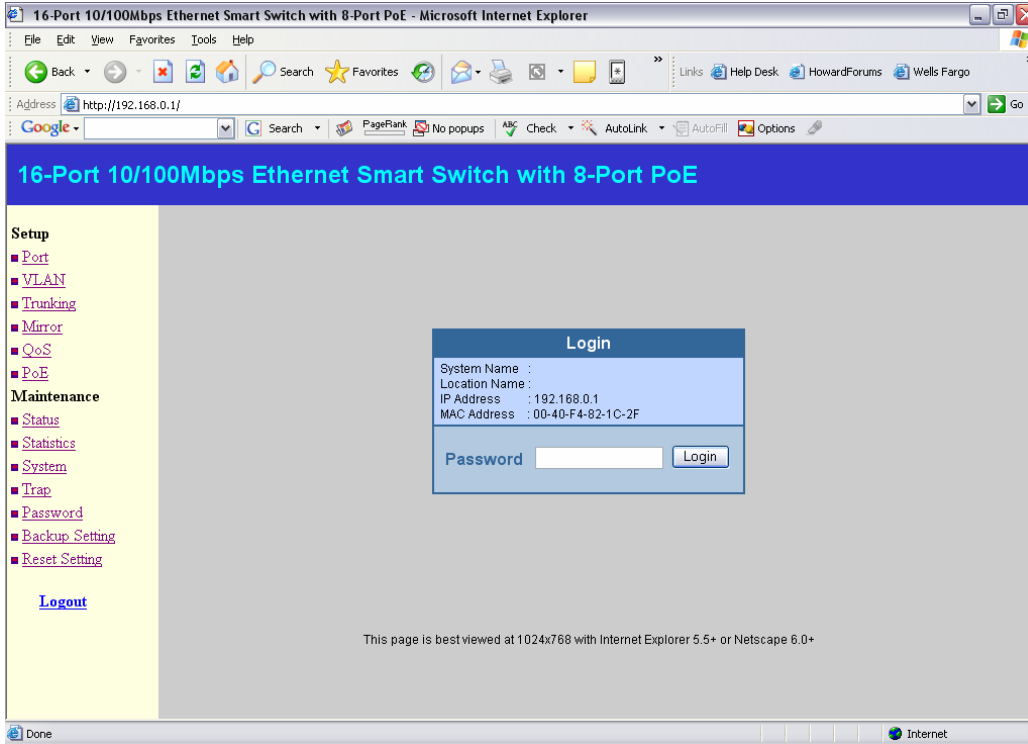 16-Port 10/100Mbps Ethernet Smart Switch with 8-Port PoE - Microsoft Internet Explorer
File Edit View Favorites Tools Help
Back Search Favorites » Links Help Desk HowardForums Wells Fargo
Address http://192.168.0.1/ Go
Google Search PageRank No popups ABC Check AutoLink AutoFill Options
16-Port 10/100Mbps Ethernet Smart Switch with 8-Port PoE
Setup
Port
VLAN
Trunking
Mirror
QoS
PoE
Maintenance
Status
Statistics
System
Trap
Password
Backup Setting
Reset Setting
Logout
Login
System Name :
Location Name :
IP Address : 192.168.0.1
MAC Address : 00-40-F4-82-1C-2F
Password Login
This page is best viewed at 1024x768 with Internet Explorer 5.5+ or Netscape 6.0+
Done Internet